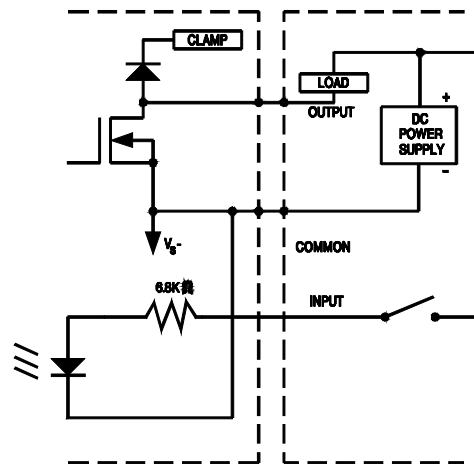 CLAMP
LOAD
OUTPUT
+
DC
POWER
SUPPLY
-
VS-
COMMON
6.8K
INPUT